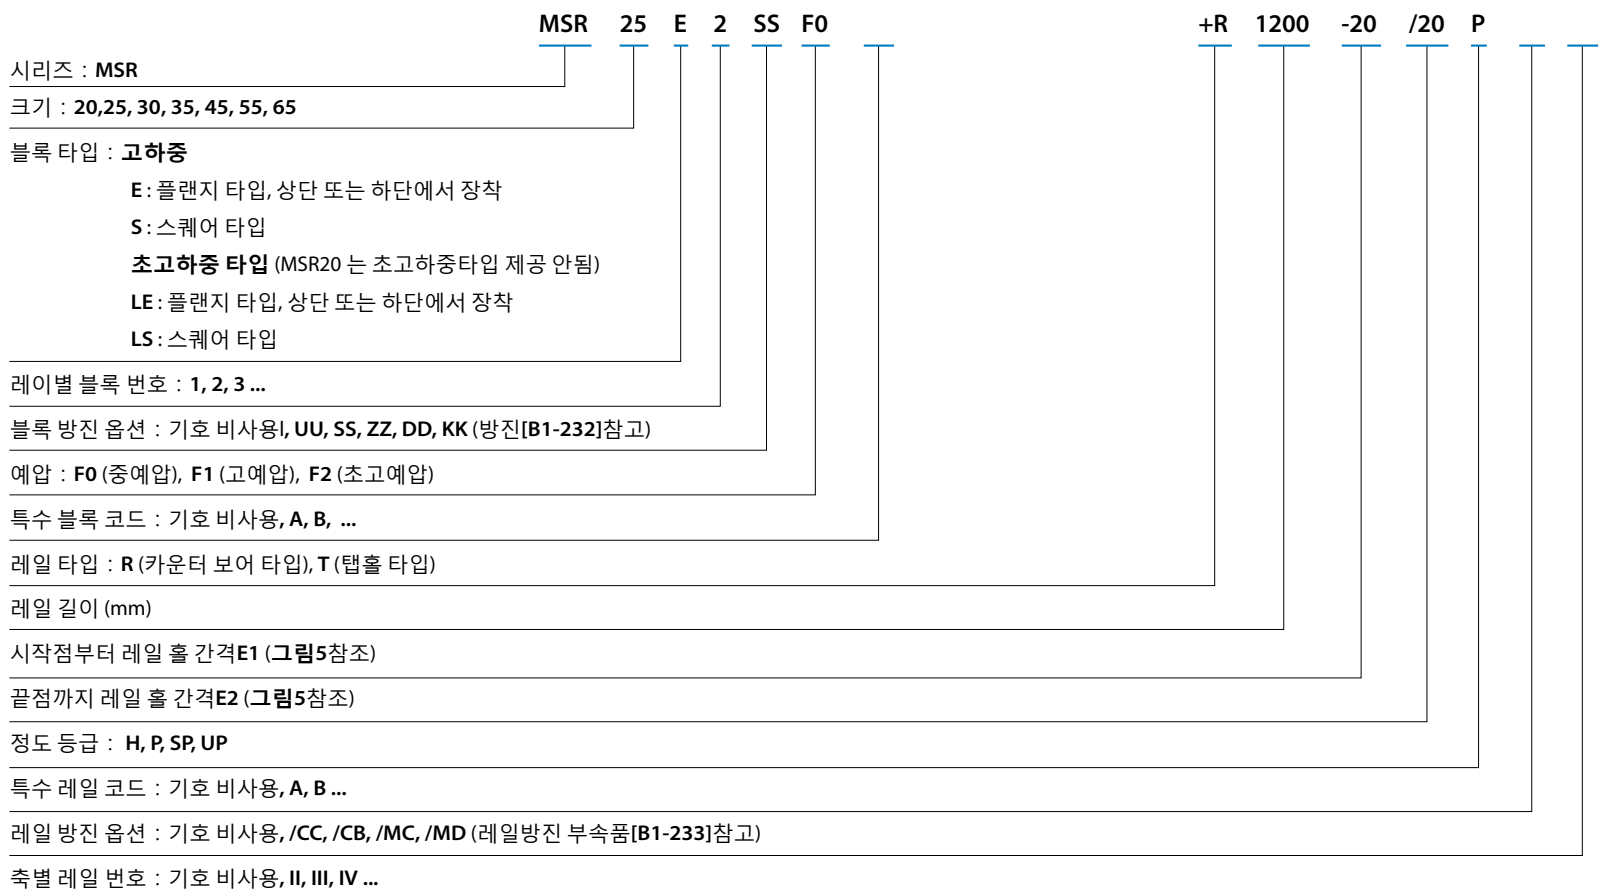 MSR 25 E 2 SS F0 +R 1200 -20 /20 P
시리즈 : MSR
크기 : 20,25, 30, 35, 45, 55, 65
블록 타입 : 고하중
E : 플랜지 타입, 상단 또는 하단에서 장착
S : 스퀘어 타입
초고하중 타입 (MSR20 는 초고하중타입 제공 안됨)
LE : 플랜지 타입, 상단 또는 하단에서 장착
LS : 스퀘어 타입
레이별 블록 번호 : 1, 2, 3 ...
블록 방진 옵션 : 기호 비사용l, UU, SS, ZZ, DD, KK (방진[B1-232]참고)
예압 : F0 (중예압), F1 (고예압), F2 (초고예압)
특수 블록 코드 : 기호 비사용, A, B, ...
레일 타입 : R (카운터 보어 타입), T (탭홀 타입)
레일 길이 (mm)
시작점부터 레일 홀 간격E1 (그림5참조)
끝점까지 레일 홀 간격E2 (그림5참조)
정도 등급 : H, P, SP, UP
특수 레일 코드 : 기호 비사용, A, B ...
레일 방진 옵션 : 기호 비사용, /CC, /CB, /MC, /MD (레일방진 부속품[B1-233]참고)
축별 레일 번호 : 기호 비사용, II, III, IV ...